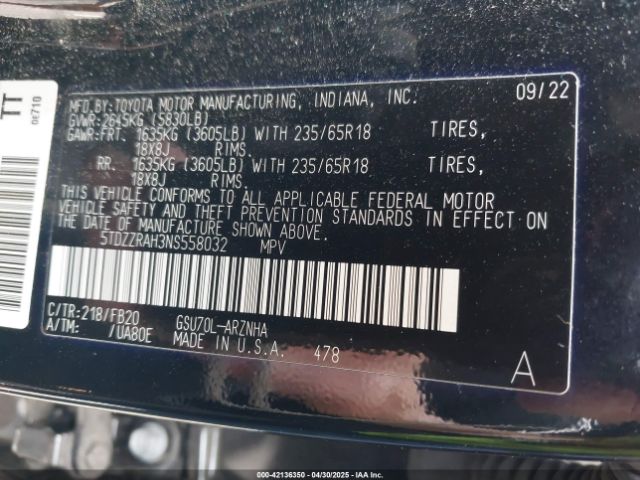 MFD.BY:TOYOTA MOTOR MANUFACTURING, INDIANA, INC. 09/22
GVWR:2645KG (5830LB)
GAWR:FRT. 1635KG (3605LB) WITH 235/65R18 TIRES,
18X8J RIMS.
RR. 1635KG (3605LB) WITH 235/65R18 TIRES,
18X8J RIMS.
THIS VEHICLE CONFORMS TO ALL APPLICABLE FEDERAL MOTOR
VEHICLE SAFETY AND THEFT PREVENTION STANDARDS IN EFFECT ON
THE DATE OF MANUFACTURE SHOWN ABOVE.
5TDZZRAH3NS558032 MPV
C/TR:218/FB20 GSU70L-ARZNHA
A/TM: /UA80E MADE IN U.S.A. 478
A
TT
0E710
000-42136350 - 04/30/2025 - IAA Inc.